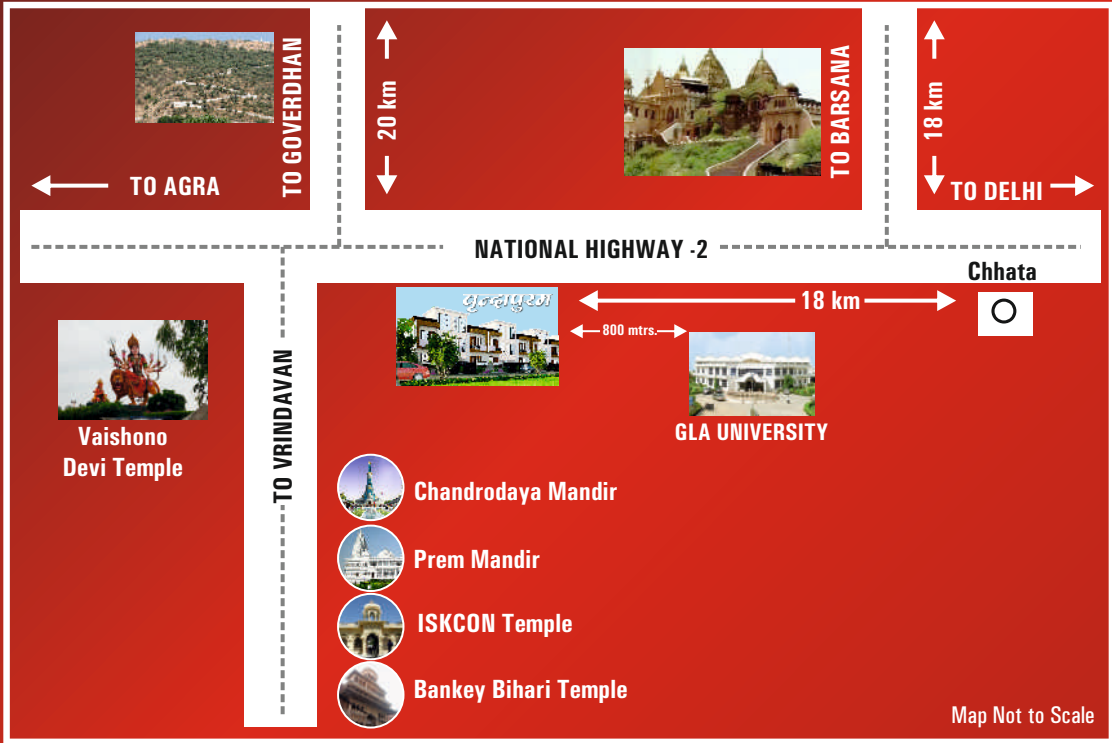 TO GOVERDHAN
20 km
TO BARSANA
18 km
TO AGRA
TO DELHI
NATIONAL HIGHWAY -2
Chhata
वृन्दापुरम
18 km
800 mtrs.
GLA UNIVERSITY
Vaishono
Devi Temple
TO VRINDAVAN
Chandrodaya Mandir
Prem Mandir
ISKCON Temple
Bankey Bihari Temple
Map Not to Scale